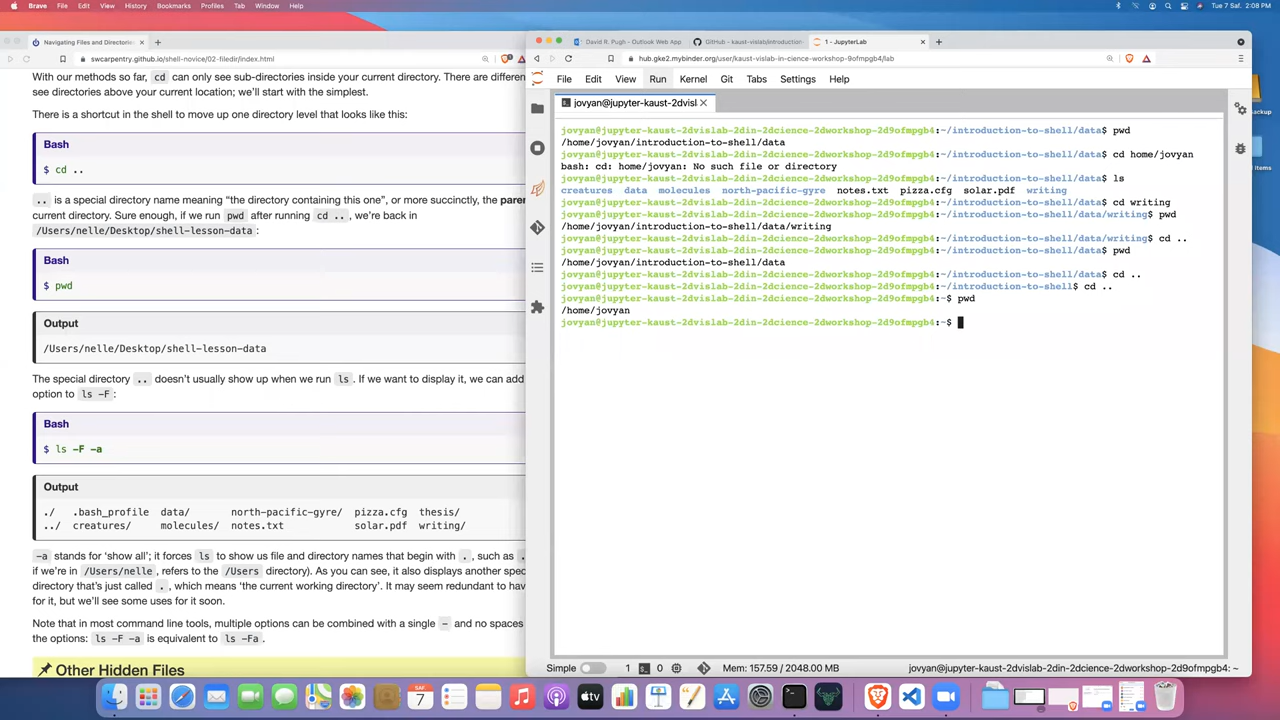 Brave File Edit View History Bookmarks Profiles Tab Window Help
Tue 7 Saf. 2:08 PM
Navigating Files and Directorie
swcarpentry.github.io/shell-novice/02-filedir/index.html
With our methods so far, cd can only see sub-directories inside your current directory. There are differen
see directories above your current location; we'll start with the simplest.
There is a shortcut in the shell to move up one directory level that looks like this:
Bash
$ cd ..
.. is a special directory name meaning “the directory containing this one”, or more succinctly, the paren
current directory. Sure enough, if we run pwd after running cd .., we're back in
/Users/nelle/Desktop/shell-lesson-data:
Bash
$ pwd
Output
/Users/nelle/Desktop/shell-lesson-data
The special directory .. doesn't usually show up when we run ls. If we want to display it, we can add
option to ls -F:
Bash
$ ls -F -a
Output
./ .bash_profile data/ north-pacific-gyre/ pizza.cfg thesis/
../ creatures/ molecules/ notes.txt solar.pdf writing/
-a stands for ‘show all’; it forces ls to show us file and directory names that begin with ., such as .
if we're in /Users/nelle, refers to the /Users directory). As you can see, it also displays another spec
directory that's just called ., which means ‘the current working directory’. It may seem redundant to hav
for it, but we'll see some uses for it soon.
Note that in most command line tools, multiple options can be combined with a single - and no spaces
the options: ls -F -a is equivalent to ls -Fa.
Other Hidden Files
David R. Pugh – Outlook Web App
GitHub – kaust-vislab/introduction-
1 - JupyterLab
hub.gke2.mybinder.org/user/kaust-vislab-in-cience-workshop-9ofmpgb4/lab
File Edit View Run Kernel Git Tabs Settings Help
jovyan@jupyter-kaust-2dvisl
jovyan@jupyter-kaust-2dvislab-2din-2dcience-2dworkshop-2d9ofmpgb4:~/introduction-to-shell/data$ pwd
/home/jovyan/introduction-to-shell/data
jovyan@jupyter-kaust-2dvislab-2din-2dcience-2dworkshop-2d9ofmpgb4:~/introduction-to-shell/data$ cd home/jovyan
bash: cd: home/jovyan: No such file or directory
jovyan@jupyter-kaust-2dvislab-2din-2dcience-2dworkshop-2d9ofmpgb4:~/introduction-to-shell/data$ ls
creatures data molecules north-pacific-gyre notes.txt pizza.cfg solar.pdf writing
jovyan@jupyter-kaust-2dvislab-2din-2dcience-2dworkshop-2d9ofmpgb4:~/introduction-to-shell/data$ cd writing
jovyan@jupyter-kaust-2dvislab-2din-2dcience-2dworkshop-2d9ofmpgb4:~/introduction-to-shell/data/writing$ pwd
/home/jovyan/introduction-to-shell/data/writing
jovyan@jupyter-kaust-2dvislab-2din-2dcience-2dworkshop-2d9ofmpgb4:~/introduction-to-shell/data/writing$ cd ..
jovyan@jupyter-kaust-2dvislab-2din-2dcience-2dworkshop-2d9ofmpgb4:~/introduction-to-shell/data$ pwd
/home/jovyan/introduction-to-shell/data
jovyan@jupyter-kaust-2dvislab-2din-2dcience-2dworkshop-2d9ofmpgb4:~/introduction-to-shell/data$ cd ..
jovyan@jupyter-kaust-2dvislab-2din-2dcience-2dworkshop-2d9ofmpgb4:~/introduction-to-shell$ cd ..
jovyan@jupyter-kaust-2dvislab-2din-2dcience-2dworkshop-2d9ofmpgb4:~$ pwd
/home/jovyan
jovyan@jupyter-kaust-2dvislab-2din-2dcience-2dworkshop-2d9ofmpgb4:~$
Simple 1 0 Mem: 157.59 / 2048.00 MB
jovyan@jupyter-kaust-2dvislab-2din-2dcience-2dworkshop-2d9ofmpgb4: ~